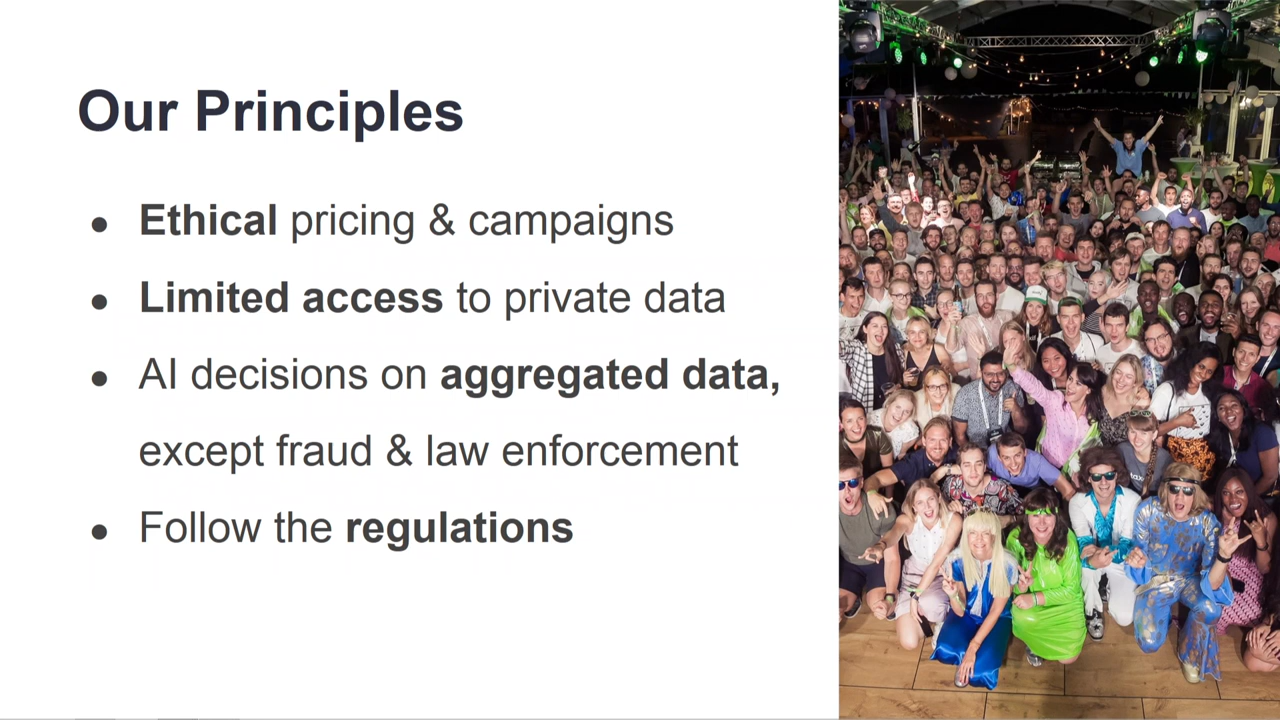 Our Principles
● Ethical pricing & campaigns
● Limited access to private data
● AI decisions on aggregated data,
except fraud & law enforcement
● Follow the regulations